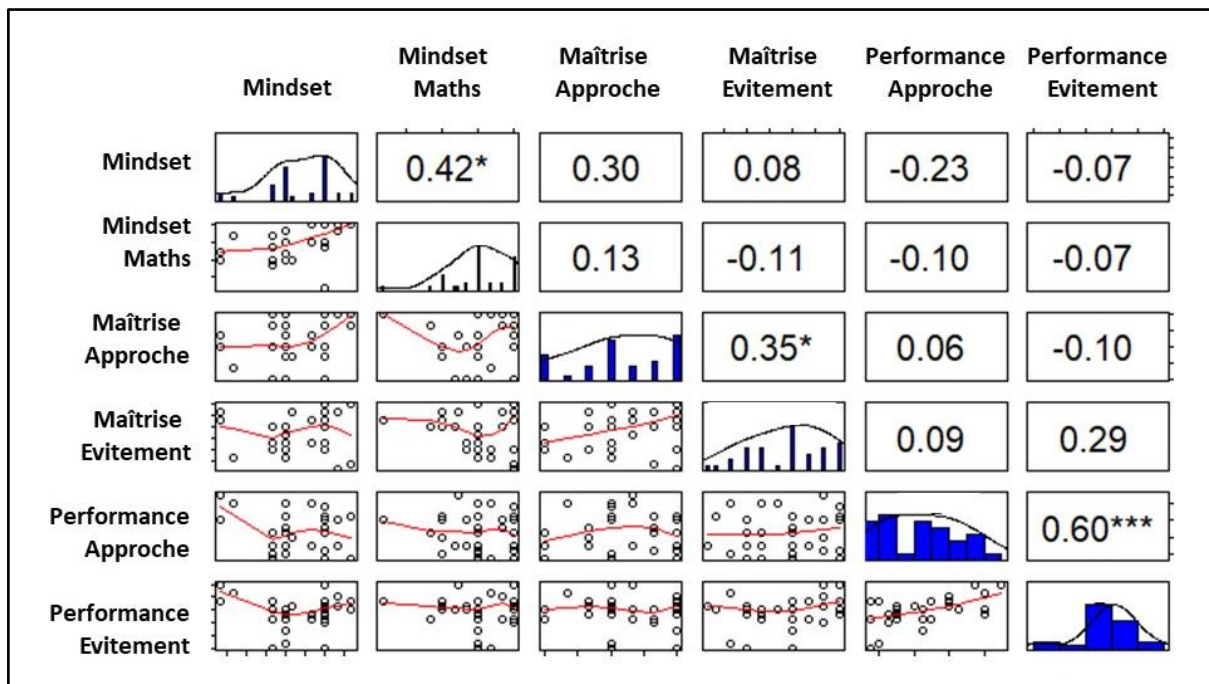 Mindset
Mindset Maths
Maîtrise Approche
Maîtrise Evitement
Performance Approche
Performance Evitement
Mindset
0.42*
0.30
0.08
-0.23
-0.07
Mindset Maths
0.13
-0.11
-0.10
-0.07
Maîtrise Approche
0.35*
0.06
-0.10
Maîtrise Evitement
0.09
0.29
Performance Approche
0.60***
Performance Evitement